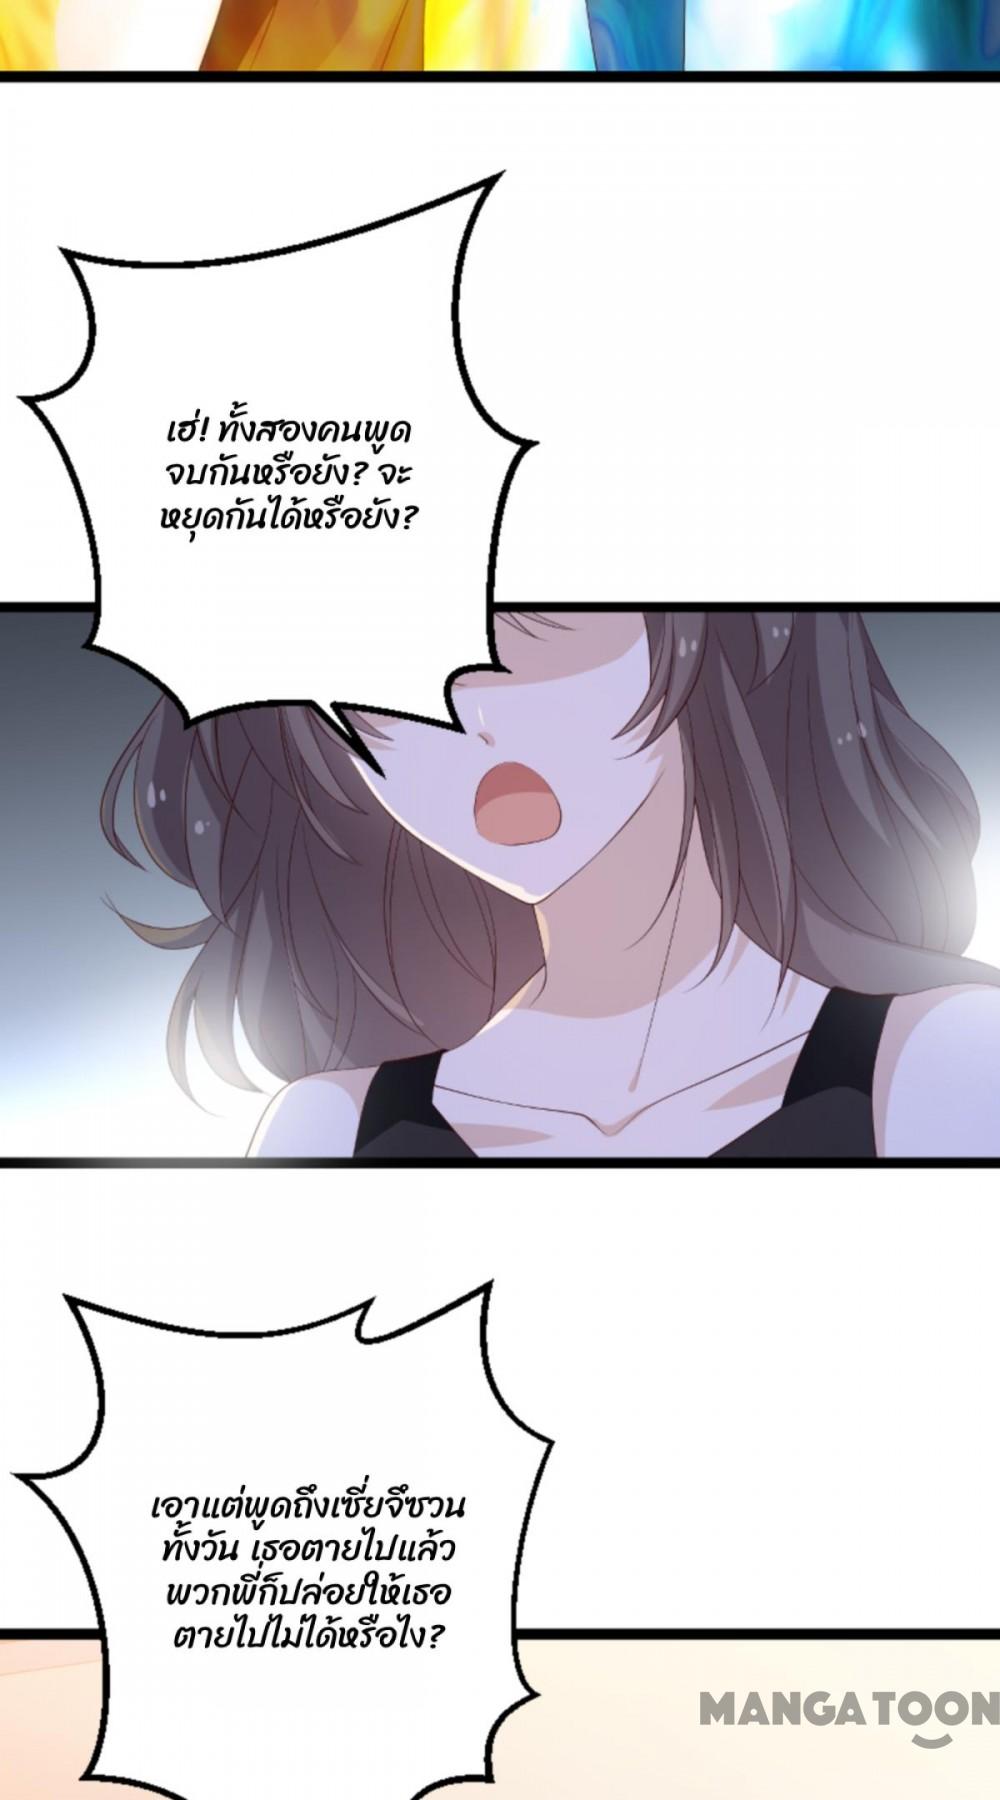 เฮ่! ทั้งสองคนพูด
จบกันหรือยัง? จะ
หยุดกันได้หรือยัง?
เอาแต่พูดถึงเซี่ยจึซวน
ทั้งวัน เธอตายไปแล้ว
พวกพี่ก็ปล่อยให้เธอ
ตายไปไม่ได้หรือไง?
MANGATOON